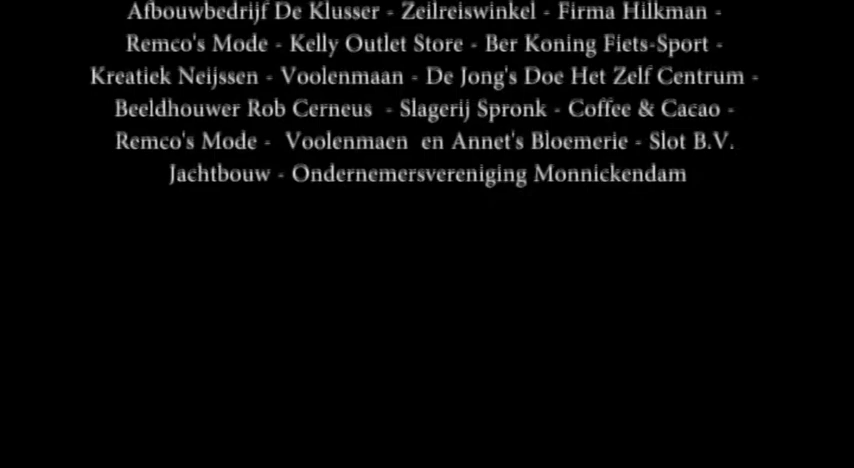 Afbouwbedrijf De Klusser - Zeilreiswinkel - Firma Hilkman -
Remco's Mode - Kelly Outlet Store - Ber Koning Fiets-Sport -
Kreatiek Neijssen - Voolenmaan - De Jong's Doe Het Zelf Centrum -
Beeldhouwer Rob Cerneus - Slagerij Spronk - Coffee & Cacao -
Remco's Mode - Voolenmaen en Annet's Bloemerie - Slot B.V.
Jachtbouw - Ondernemersvereniging Monnickendam